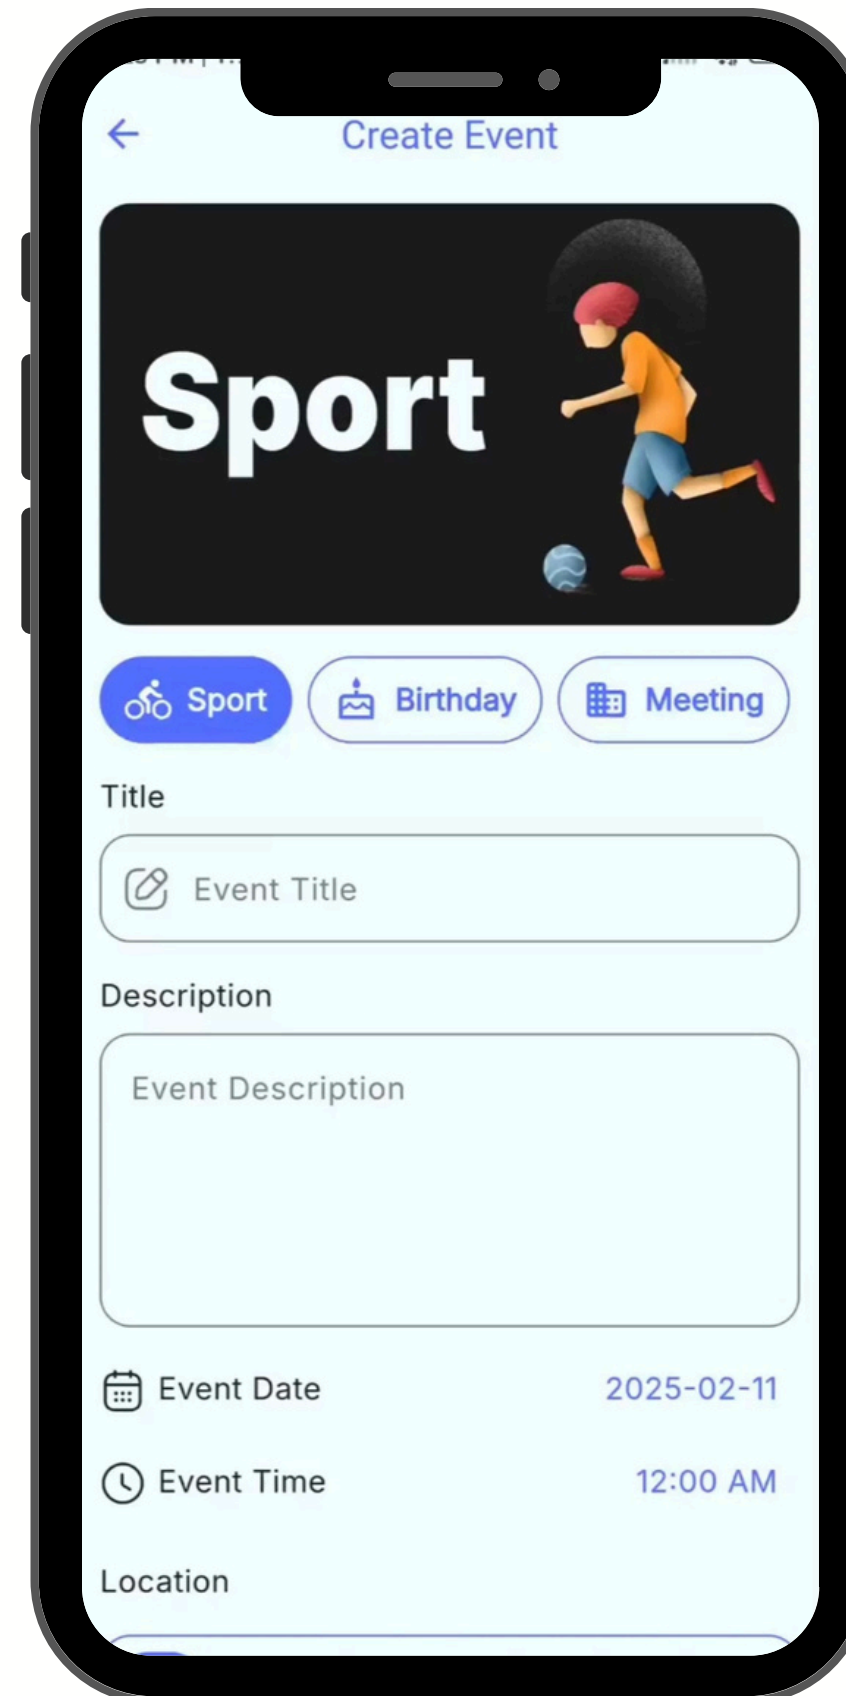 Create Event
Sport
Sport Birthday Meeting
Title
Event Title
Description
Event Description
Event Date 2025-02-11
Event Time 12:00 AM
Location